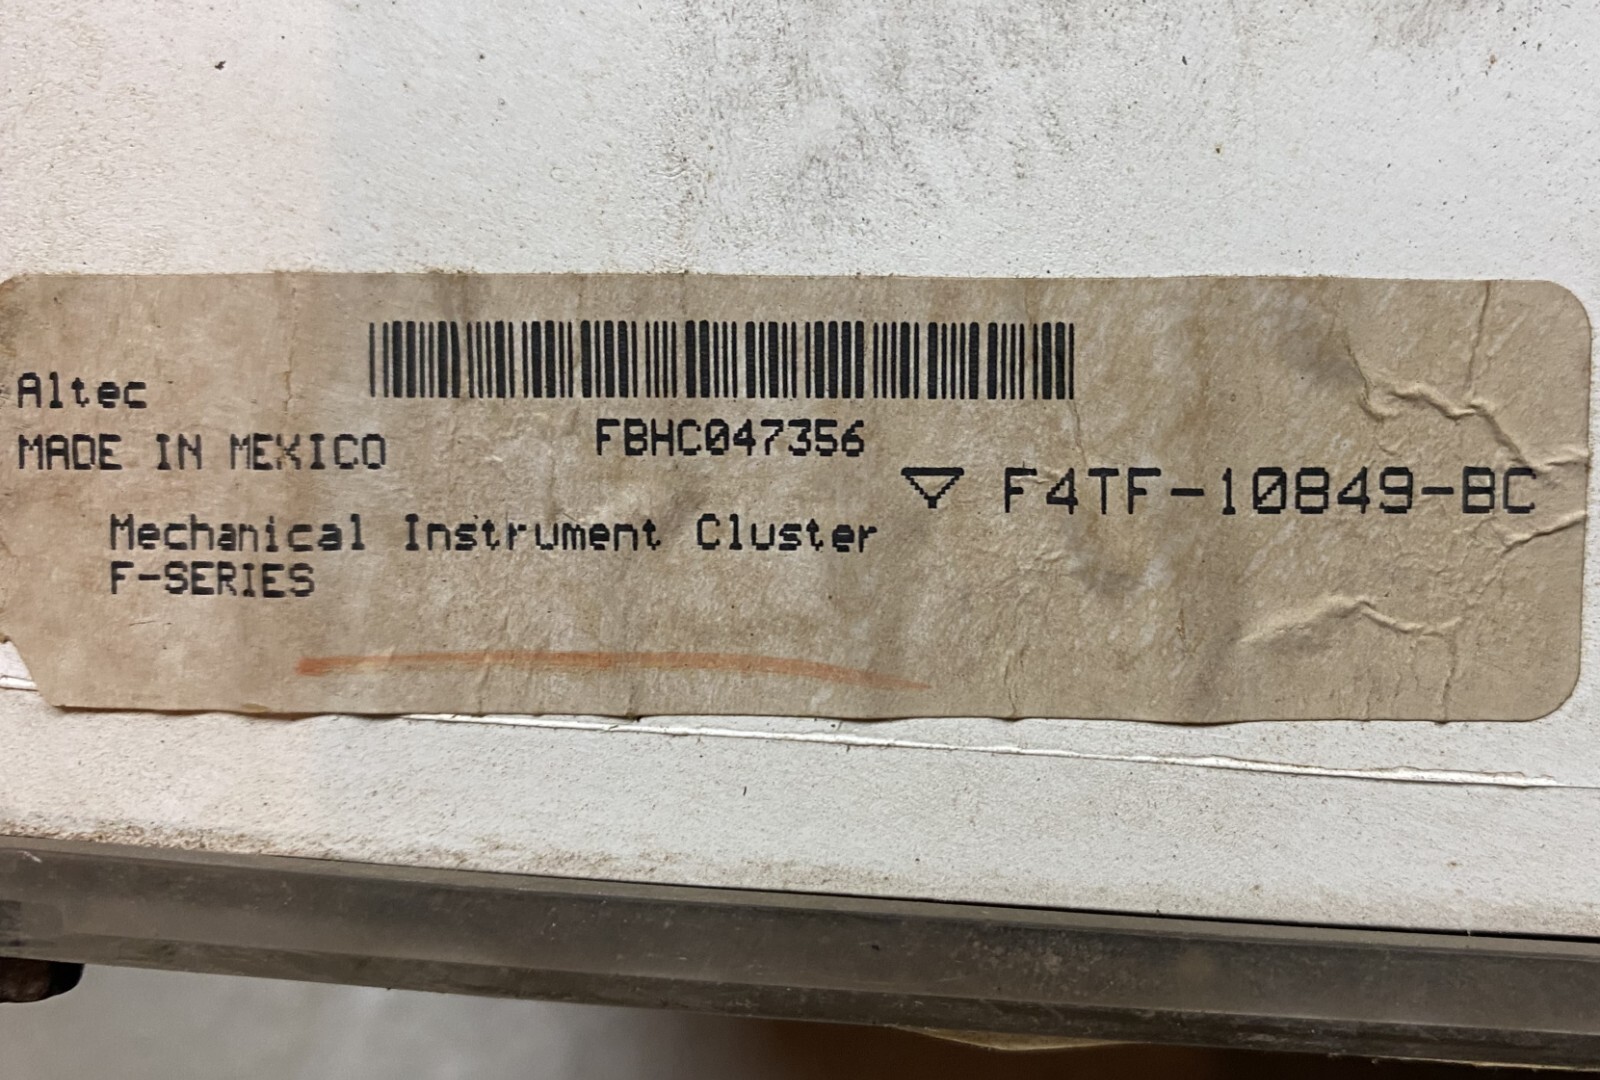 Altec
MADE IN MEXICO
FBHC047356
F4TF-10849-BC
Mechanical Instrument Cluster
F-SERIES